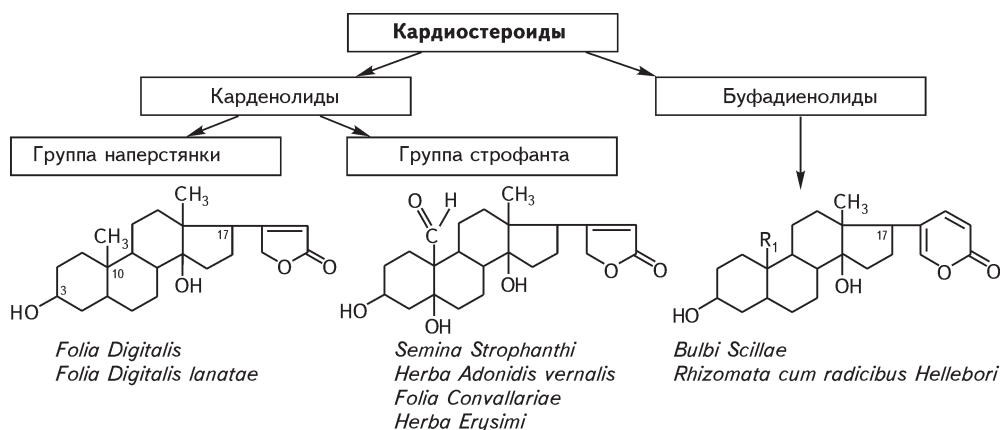 Кардиостероиды
Карденолиды
Буфадиенолиды
Группа наперстянки
Группа строфанта
CH3
CH3
17
10
3
HO
OH
O
O
O
H
C
CH3
HO
OH
OH
O
O
CH3
R1
17
HO
OH
O
O
Folia Digitalis
Folia Digitalis lanatae
Semina Strophanthi
Herba Adonidis vernalis
Folia Convallariae
Herba Erysimi
Bulbi Scillae
Rhizomata cum radicibus Hellebori